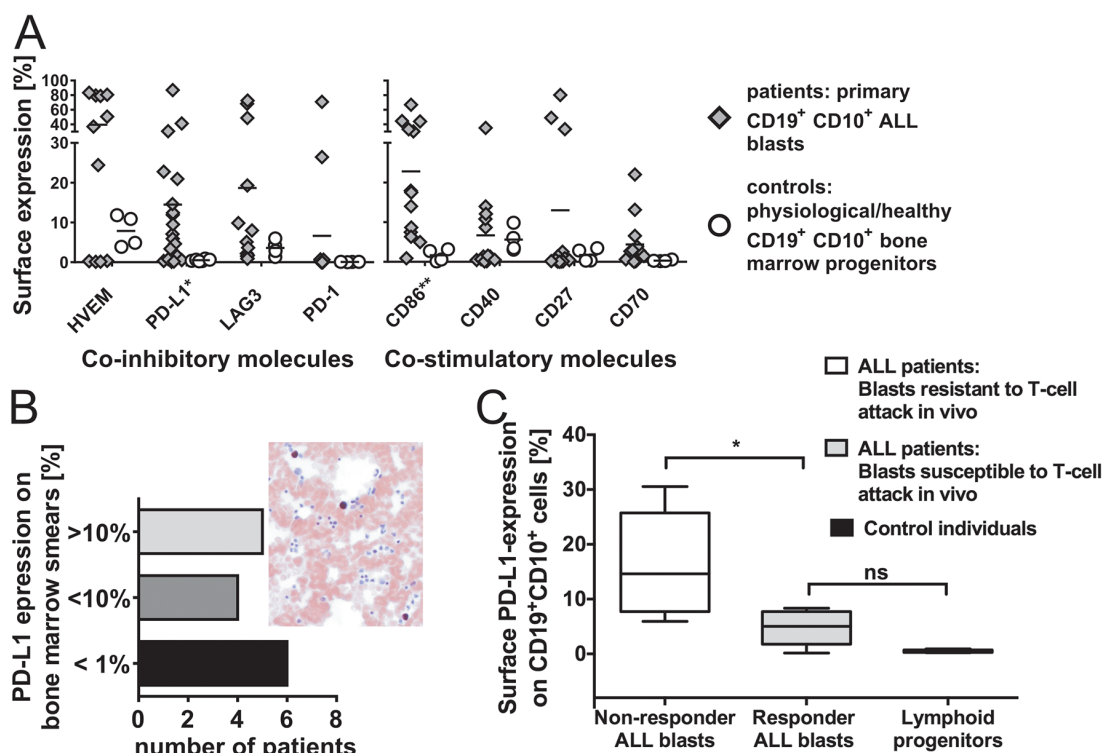 A
Surface expression [%]
100
80
60
40
30
20
10
0
HVEM
PD-L1*
LAG3
PD-1
CD86**
CD40
CD27
CD70
Co-inhibitory molecules
Co-stimulatory molecules
patients: primary
CD19+ CD10+ ALL
blasts
controls:
physiological/healthy
CD19+ CD10+ bone
marrow progenitors
B
PD-L1 epression on
bone marrow smears [%]
>10%
<10%
< 1%
0 2 4 6 8
number of patients
C
Surface PD-L1-expression
on CD19+CD10+ cells [%]
40
30
20
10
0
*
ns
Non-responder
ALL blasts
Responder
ALL blasts
Lymphoid
progenitors
ALL patients:
Blasts resistant to T-cell
attack in vivo
ALL patients:
Blasts susceptible to T-cell
attack in vivo
Control individuals